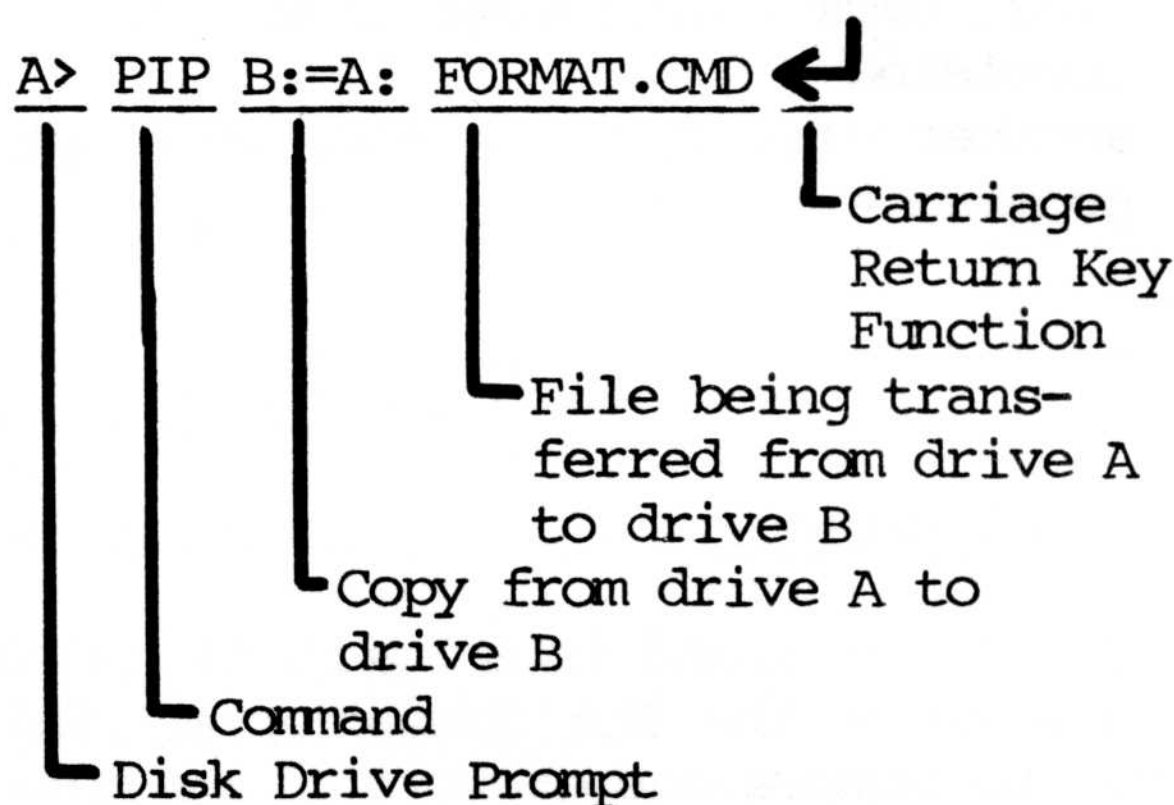 A> PIP B:=A: FORMAT.CMD
Carriage
Return Key
Function
File being trans-
ferred from drive A
to drive B
Copy from drive A to
drive B
Command
Disk Drive Prompt